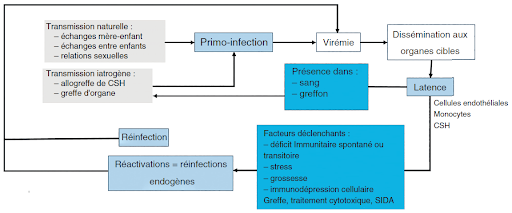 Transmission naturelle :
– échanges mère-enfant
– échanges entre enfants
– relations sexuelles
Primo-infection
Virémie
Dissémination aux
organes cibles
Transmission iatrogène :
– allogreffe de CSH
– greffe d'organe
Présence dans :
– sang
– greffon
Latence
Cellules endothéliales
Monocytes
CSH
Réinfection
Réactivations = réinfections
endogènes
Facteurs déclenchants :
– déficit Immunitaire spontané ou
transitoire
– stress
– grossesse
– immunodépression cellulaire
Greffe, traitement cytotoxique, SIDA